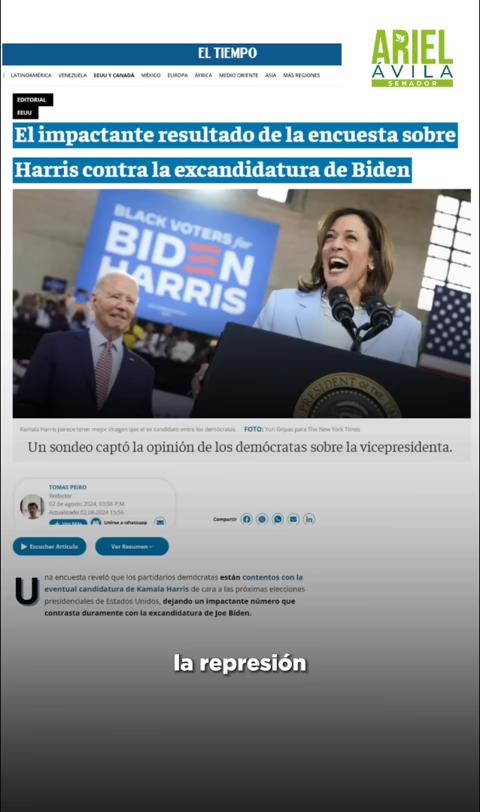 ARIEL
ÁVILA
SENADOR
EL TIEMPO
LATINOAMÉRICA VENEZUELA EEUU Y CANADÁ MÉXICO EUROPA ÁFRICA MEDIO ORIENTE ASIA MÁS REGIONES
EDITORIAL
EEUU
El impactante resultado de la encuesta sobre
Harris contra la excandidatura de Biden
BLACK VOTERS for
BIDEN
HARRIS
PRESIDENT OF THE
Kamala Harris parece tener mejor imagen que el ex candidato entre los demócratas. FOTO: Yuri Gripas para The New York Times
Un sondeo captó la opinión de los demócratas sobre la vicepresidenta.
TOMAS PEIRO
Redactor
02 de agosto 2024, 03:56 P.M.
Actualizado:02.08.2024 15:56
Unirse a whatsapp
Compartir
Escuchar Artículo Ver Resumen
Una encuesta reveló que los partidarios demócratas están contentos con la
eventual candidatura de Kamala Harris de cara a las próximas elecciones
presidenciales de Estados Unidos, dejando un impactante número que
contrasta duramente con la excandidatura de Joe Biden.
la represión